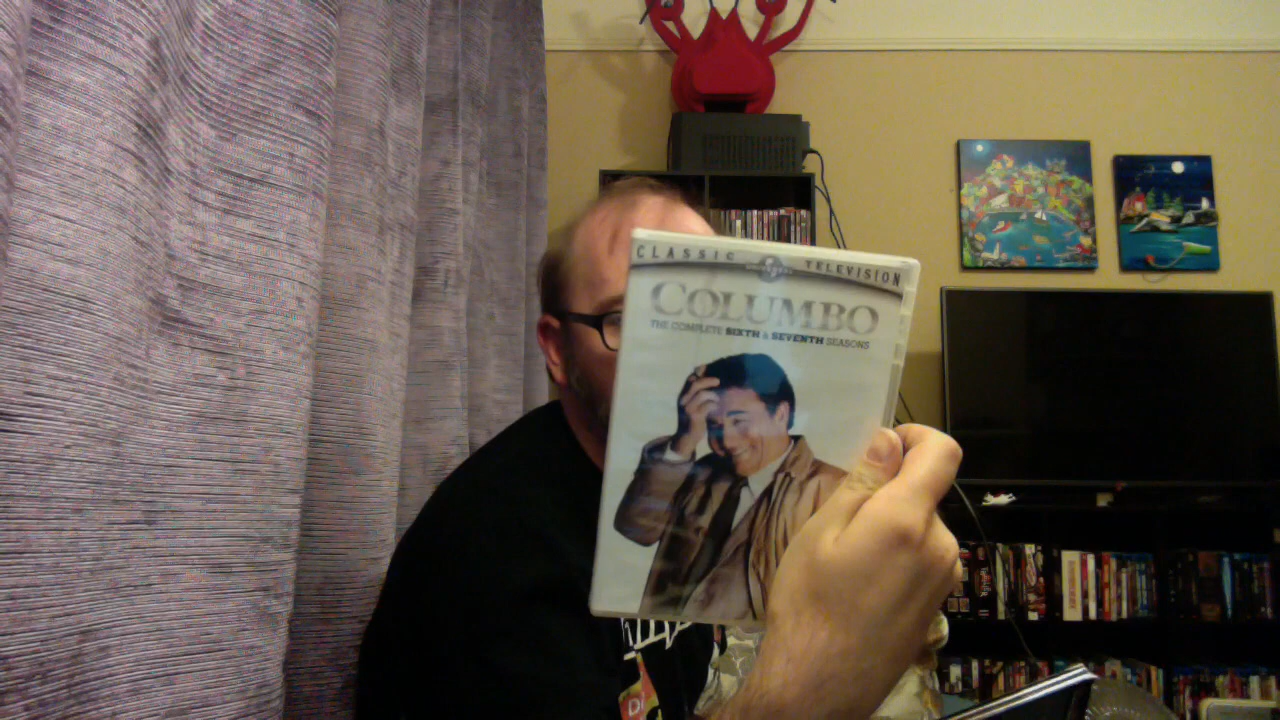 CLASSIC TELEVISION
COLUMBO
THE COMPLETE SIXTH & SEVENTH SEASONS